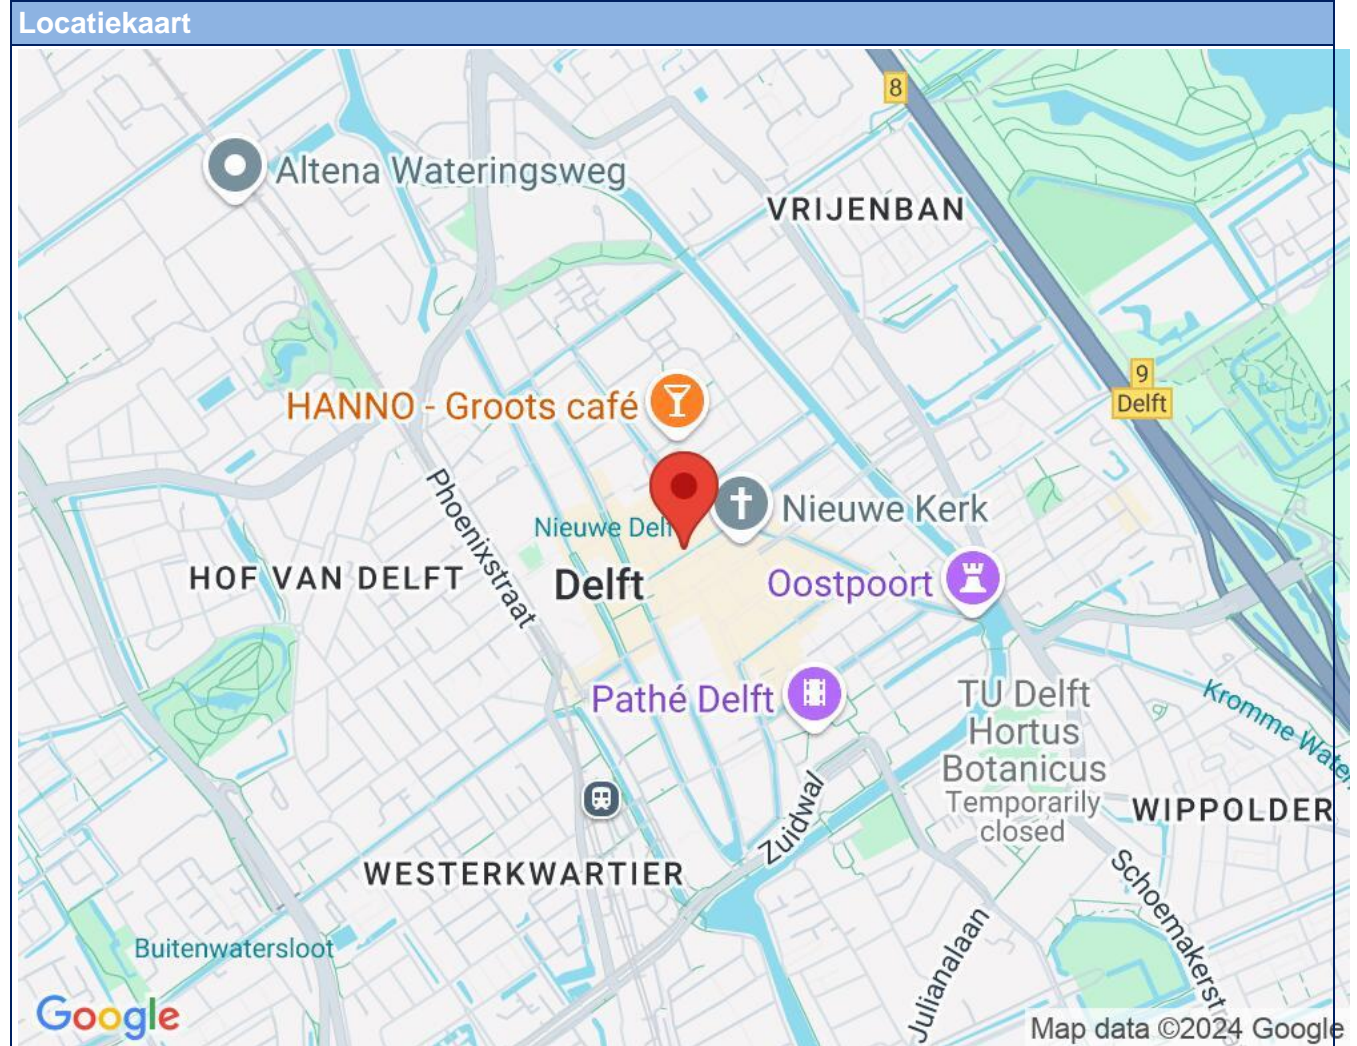 Locatiekaart
8
Altena Wateringsweg
VRIJENBAN
9
Delft
HANNO - Groots café
Phoenixstraat
Nieuwe Kerk
Nieuwe Delf
HOF VAN DELFT
Delft
Oostpoort
Pathé Delft
TU Delft
Hortus
Botanicus
Temporarily
closed
Kromme Water
WIPPOLDER
Zuidwal
WESTERKWARTIER
Schoemakerstr
Julianalaan
Buitenwatersloot
Google
Map data ©2024 Google